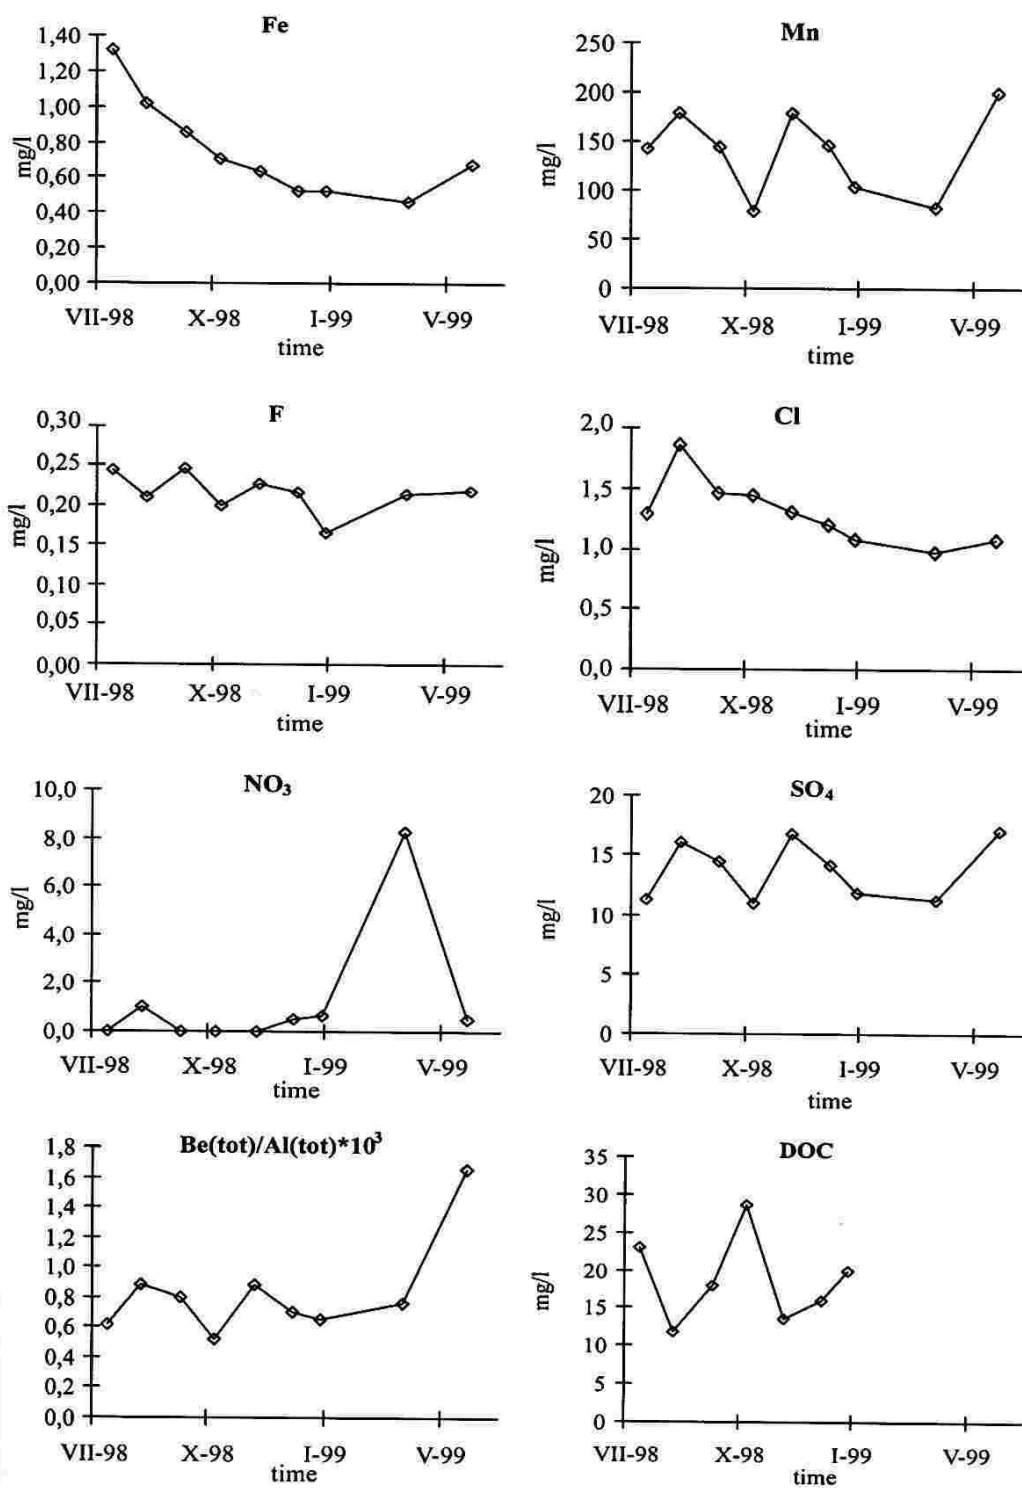 Fe
1,40
1,20
1,00
0,80
0,60
0,40
0,20
0,00
mg/l
VII-98 X-98 I-99 V-99
time
Mn
250
200
150
100
50
0
mg/l
VII-98 X-98 I-99 V-99
time
F
0,30
0,25
0,20
0,15
0,10
0,05
0,00
mg/l
VII-98 X-98 I-99 V-99
time
Cl
2,0
1,5
1,0
0,5
0,0
mg/l
VII-98 X-98 I-99 V-99
time
NO₃
10,0
8,0
6,0
4,0
2,0
0,0
mg/l
VII-98 X-98 I-99 V-99
time
SO₄
20
15
10
5
0
mg/l
VII-98 X-98 I-99 V-99
time
Be(tot)/Al(tot)*10³
1,8
1,6
1,4
1,2
1,0
0,8
0,6
0,4
0,2
0,0
VII-98 X-98 I-99 V-99
time
DOC
35
30
25
20
15
10
5
0
mg/l
VII-98 X-98 I-99 V-99
time